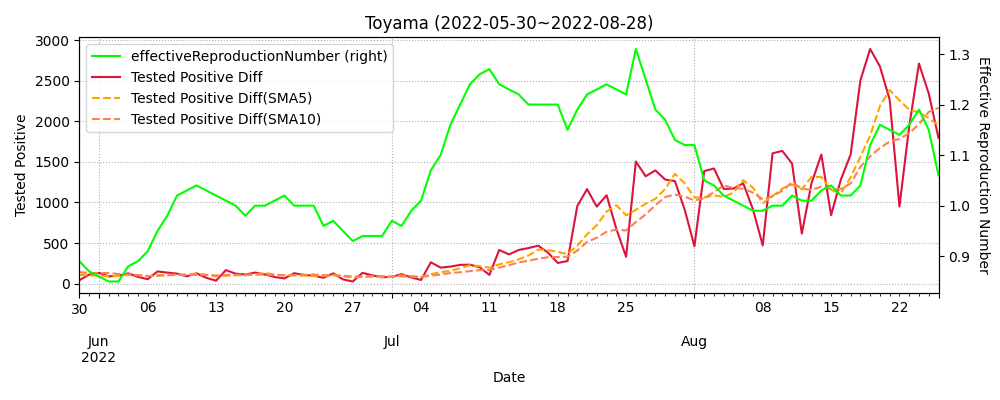 Toyama (2022-05-30~2022-08-28)
effectiveReproductionNumber (right)
Tested Positive Diff
Tested Positive Diff(SMA5)
Tested Positive Diff(SMA10)
Tested Positive
3000
2500
2000
1500
1000
500
0
Effective Reproduction Number
1.3
1.2
1.1
1.0
0.9
30 06 13 20 27 04 11 18 25 08 15 22
Jun Jul Aug
2022
Date